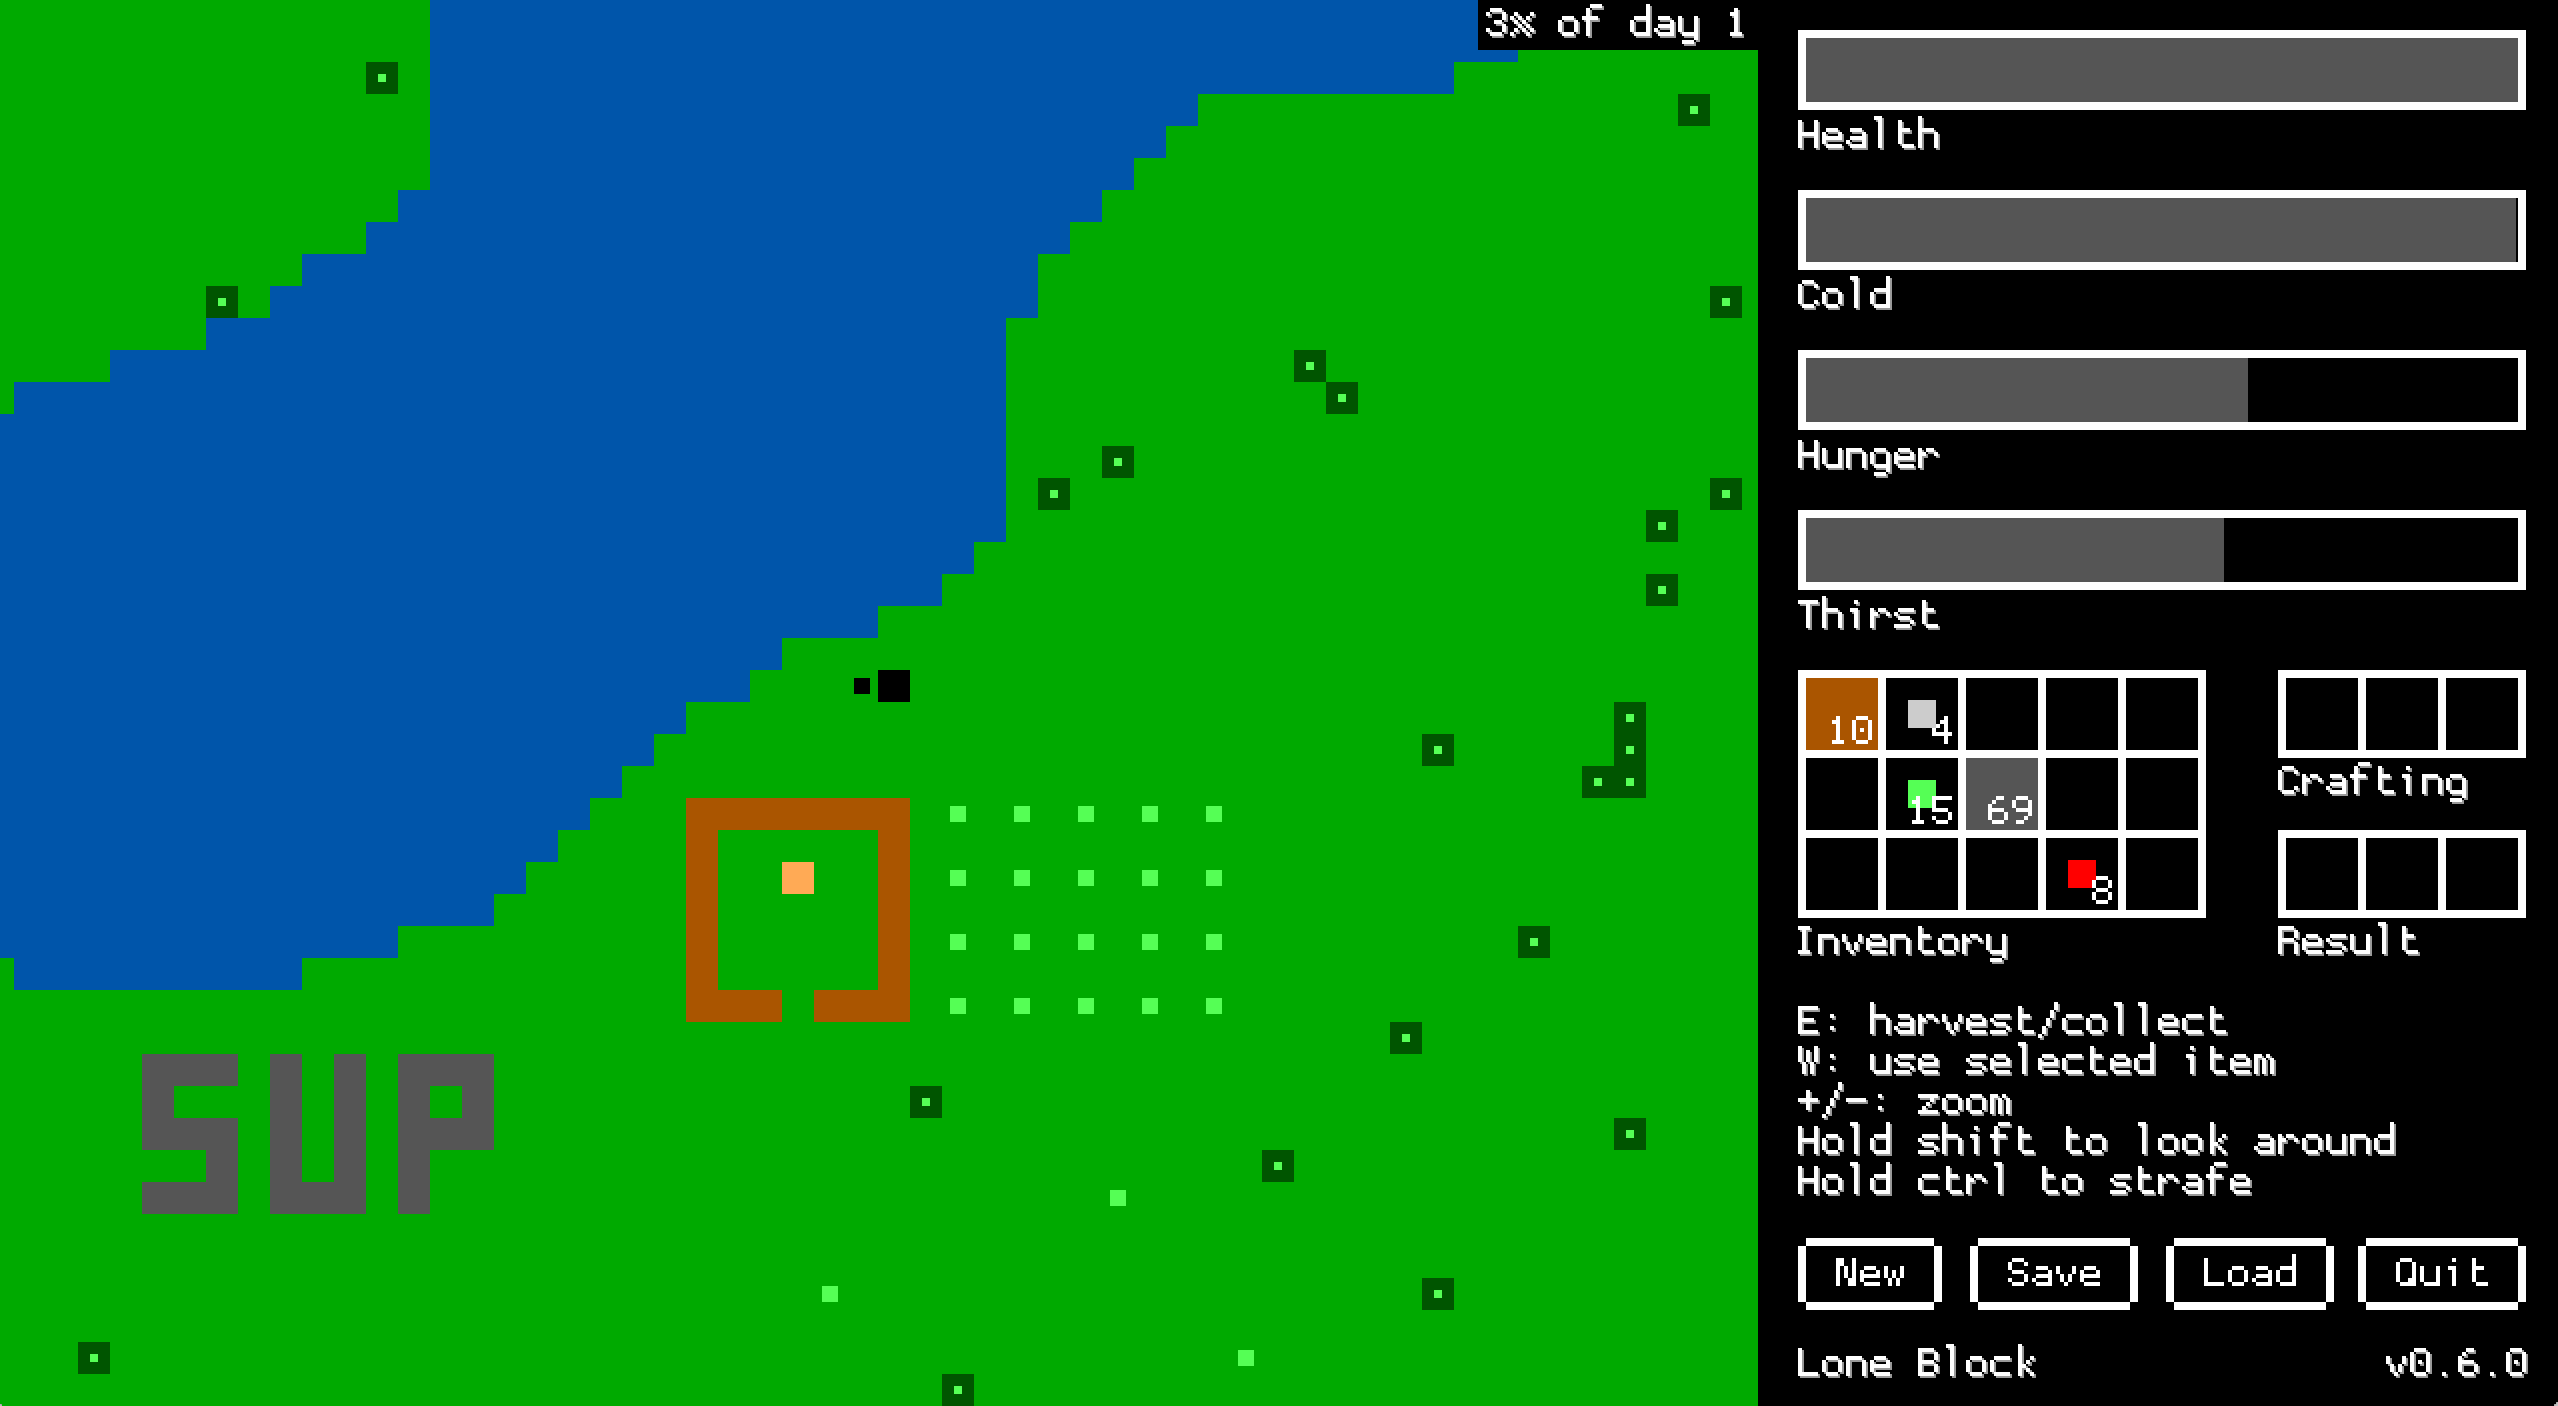 3% of day 1
Health
Cold
Hunger
Thirst
10 4
15 69
8
Inventory
Crafting
Result
E: harvest/collect
W: use selected item
+/-: zoom
Hold shift to look around
Hold ctrl to strafe
New Save Load Quit
Lone Block v0.6.0
SUP